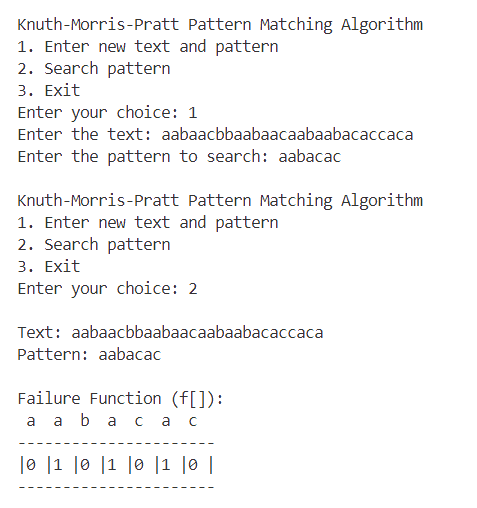 Knuth-Morris-Pratt Pattern Matching Algorithm
1. Enter new text and pattern
2. Search pattern
3. Exit
Enter your choice: 1
Enter the text: aabaacbbaabaacaabaabacaccaca
Enter the pattern to search: aabacac
Knuth-Morris-Pratt Pattern Matching Algorithm
1. Enter new text and pattern
2. Search pattern
3. Exit
Enter your choice: 2
Text: aabaacbbaabaacaabaabacaccaca
Pattern: aabacac
Failure Function (f[]):
 a  a  b  a  c  a  c
----------------------
|0 |1 |0 |1 |0 |1 |0 |
----------------------